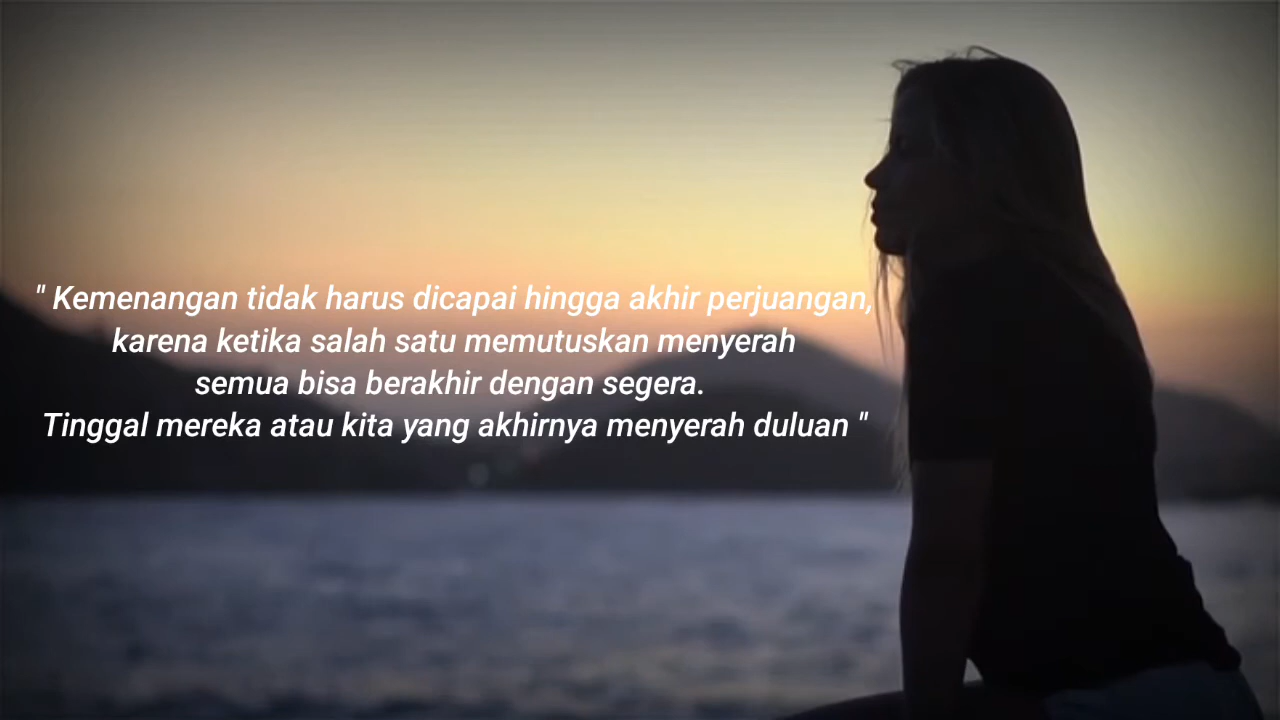 " Kemenangan tidak harus dicapai hingga akhir perjuangan,
karena ketika salah satu memutuskan menyerah
semua bisa berakhir dengan segera.
Tinggal mereka atau kita yang akhirnya menyerah duluan "